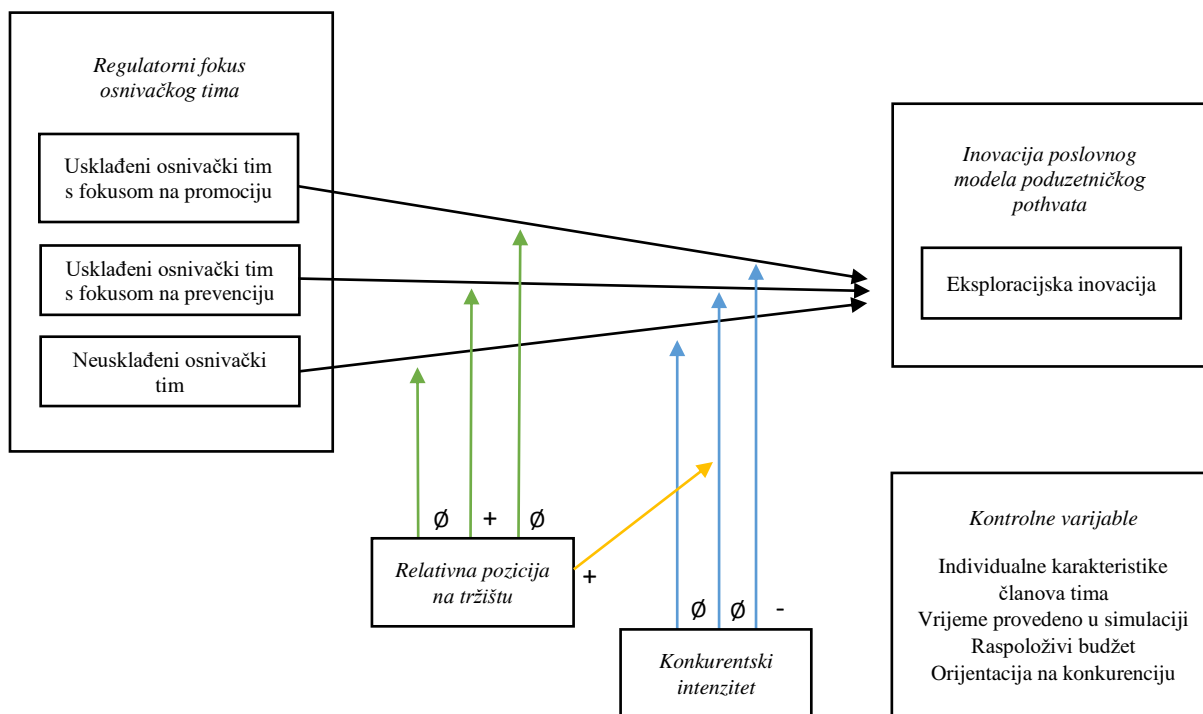 Regulatorni fokus
osnivačkog tima
Usklađeni osnivački tim
s fokusom na promociju
Usklađeni osnivački tim
s fokusom na prevenciju
Neusklađeni osnivački
tim
Inovacija poslovnog
modela poduzetničkog
pothvata
Eksploracijska inovacija
Ø + Ø
Relativna pozicija
na tržištu
+
Ø Ø -
Konkurentski
intenzitet
Kontrolne varijable
Individualne karakteristike
članova tima
Vrijeme provedeno u simulaciji
Raspoloživi budžet
Orijentacija na konkurenciju